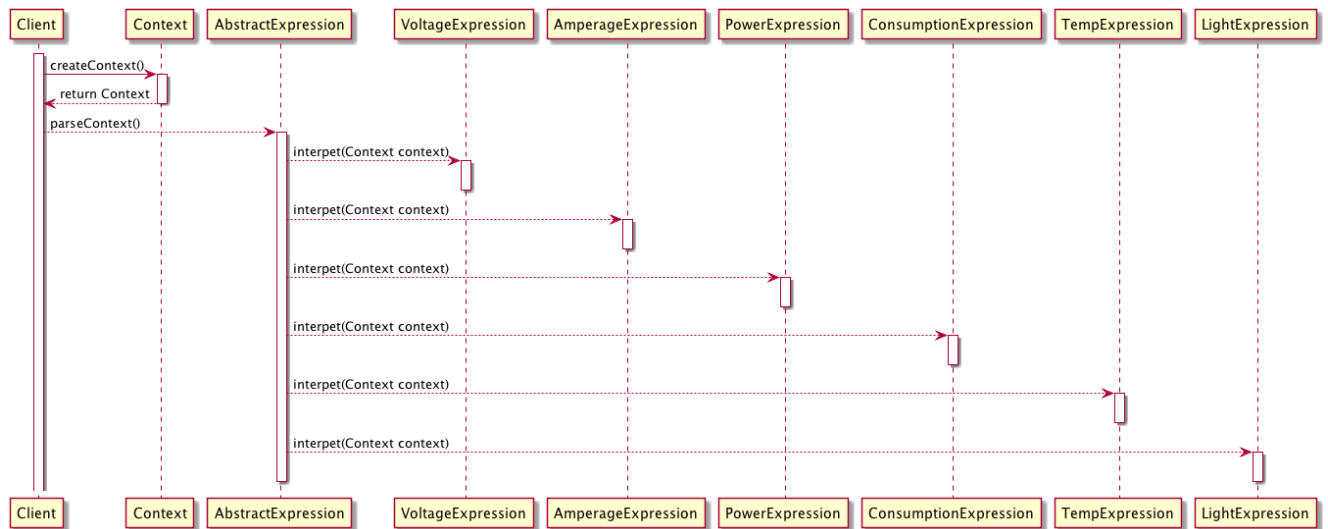 Client Context AbstractExpression VoltageExpression AmperageExpression PowerExpression ConsumptionExpression TempExpression LightExpression
createContext()
return Context
parseContext()
interpet(Context context)
interpet(Context context)
interpet(Context context)
interpet(Context context)
interpet(Context context)
interpet(Context context)
Client Context AbstractExpression VoltageExpression AmperageExpression PowerExpression ConsumptionExpression TempExpression LightExpression